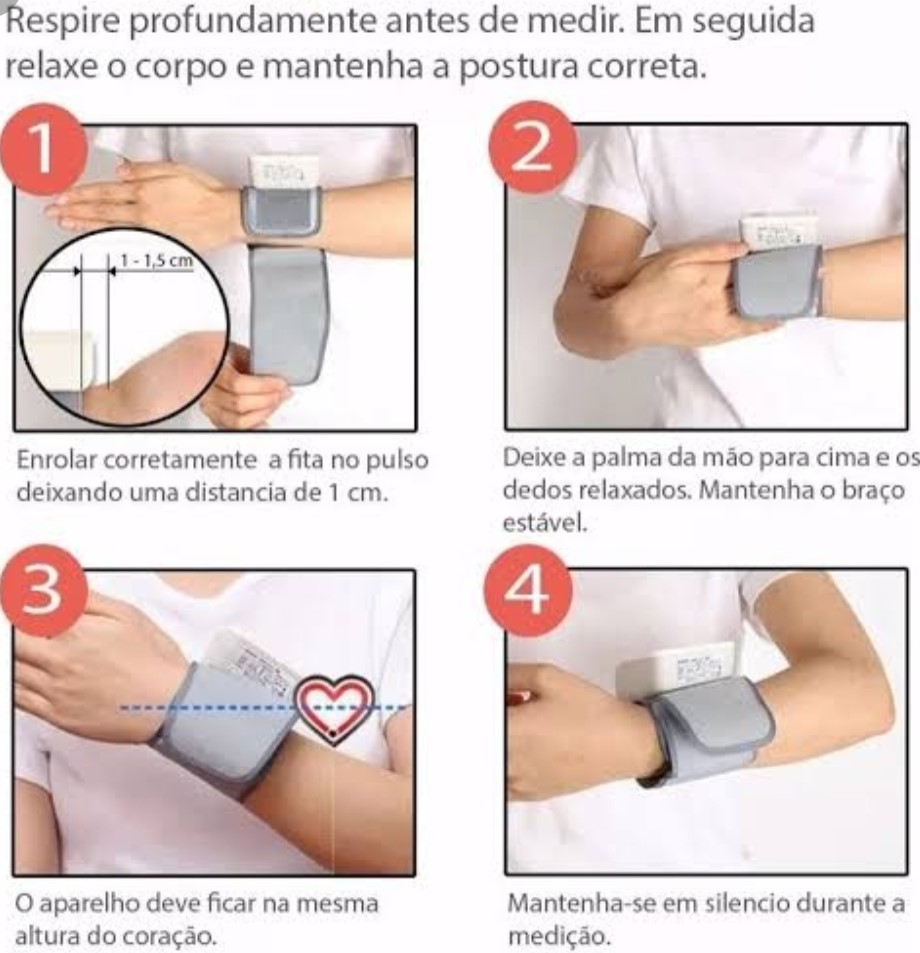 Respire profundamente antes de medir. Em seguida
relaxe o corpo e mantenha a postura correta.
1
1 - 1,5 cm
Enrolar corretamente a fita no pulso
deixando uma distancia de 1 cm.
2
Deixe a palma da mão para cima e os
dedos relaxados. Mantenha o braço
estável.
3
O aparelho deve ficar na mesma
altura do coração.
4
Mantenha-se em silencio durante a
medição.